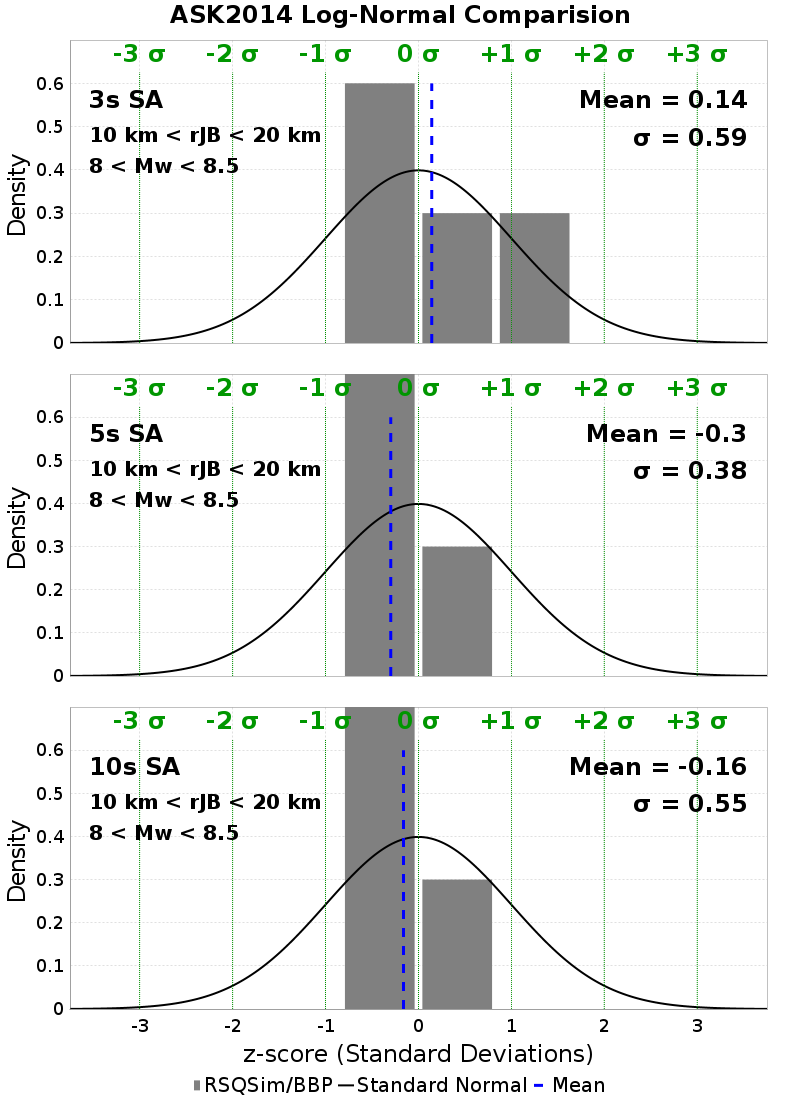 ASK2014 Log-Normal Comparision
-3 σ -2 σ -1 σ 0 σ +1 σ +2 σ +3 σ
3s SA
10 km < rJB < 20 km
8 < Mw < 8.5
Mean = 0.14
σ = 0.59
0.6
0.5
0.4
0.3
0.2
0.1
0
Density
-3 σ -2 σ -1 σ 0 σ +1 σ +2 σ +3 σ
5s SA
10 km < rJB < 20 km
8 < Mw < 8.5
Mean = -0.3
σ = 0.38
0.6
0.5
0.4
0.3
0.2
0.1
0
Density
-3 σ -2 σ -1 σ 0 σ +1 σ +2 σ +3 σ
10s SA
10 km < rJB < 20 km
8 < Mw < 8.5
Mean = -0.16
σ = 0.55
0.6
0.5
0.4
0.3
0.2
0.1
0
Density
-3 -2 -1 0 1 2 3
z-score (Standard Deviations)
RSQSim/BBP Standard Normal Mean